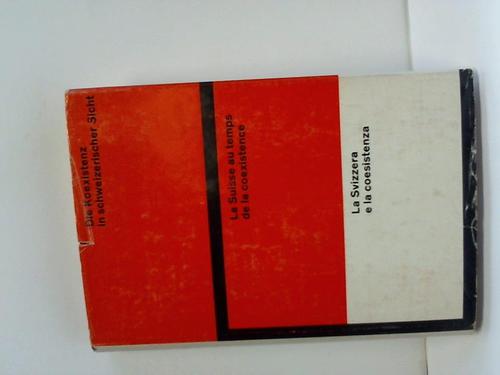 Die Koexistenz
in schweizerischer Sicht
La Suisse au temps
de la coexistence
La Svizzera
e la coesistenza